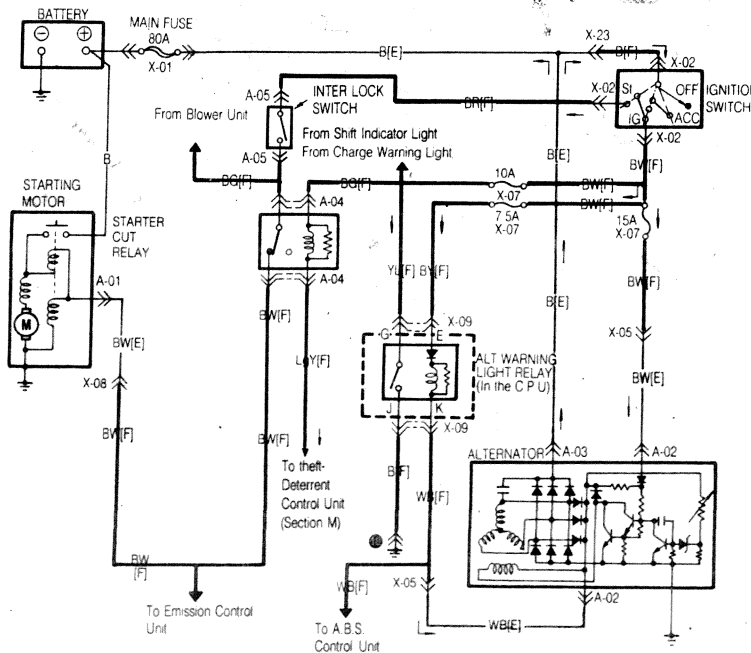 BATTERY
MAIN FUSE
80A
X-01
B[E]
X-23
B[F]
X-02
A-05
INTER LOCK
SWITCH
X-02
St
OFF
IGNITION
SWITCH
BR[F]
IG
ACC
From Blower Unit
From Shift Indicator Light
From Charge Warning Light
X-02
A-05
B
B[E]
BW[F]
10A
BG[F]
BG[F]
BW[F]
X-07
STARTING
MOTOR
A-04
7.5A
X-07
BW[F]
15A
X-07
STARTER
CUT
RELAY
A-01
A-04
YL[F]
BY[F]
BW[F]
B[E]
BW[F]
M
X-09
G
E
X-05
BW[E]
LGY[F]
ALT WARNING
LIGHT RELAY
(In the C P U)
BW[E]
X-08
J
K
BW[F]
BW[F]
X-09
A-03
A-02
ALTERNATOR
To theft-
Deterrent
Control Unit
(Section M)
B[F]
WB[F]
BW
[F]
WB[F]
X-05
A-02
To Emission Control
Unit
WB[E]
To A.B.S.
Control Unit